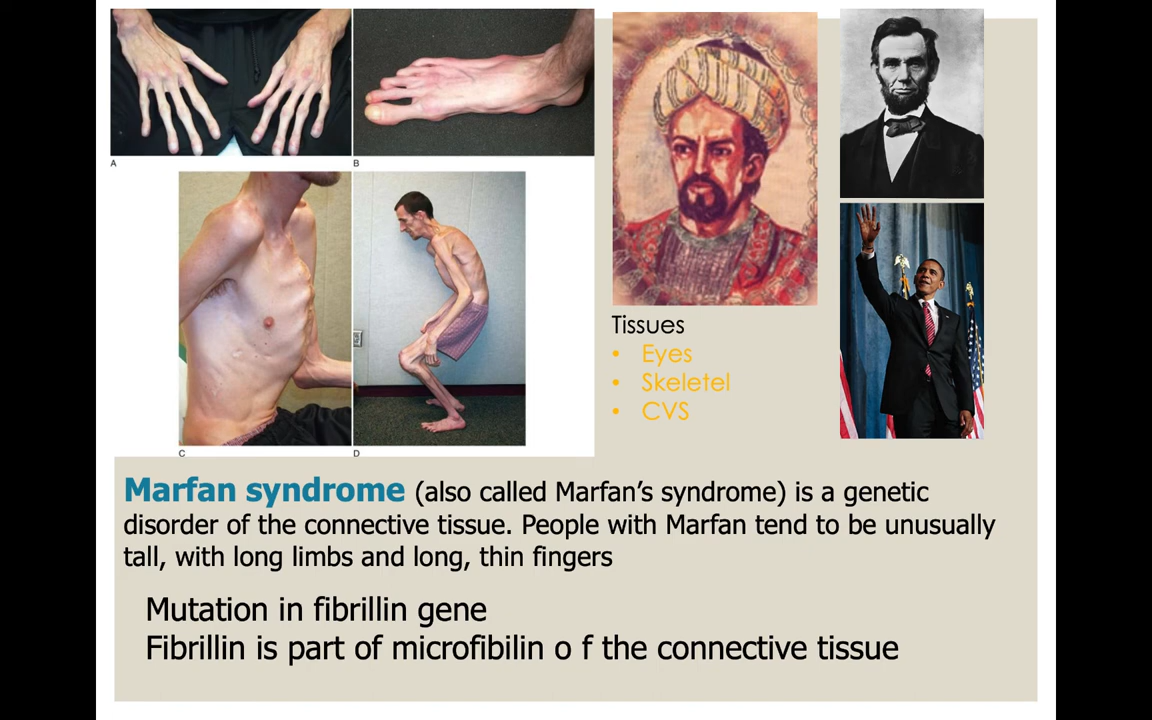 A
B
C
D
Tissues
• Eyes
• Skeletel
• CVS
Marfan syndrome (also called Marfan’s syndrome) is a genetic
disorder of the connective tissue. People with Marfan tend to be unusually
tall, with long limbs and long, thin fingers
Mutation in fibrillin gene
Fibrillin is part of microfibilin o f the connective tissue